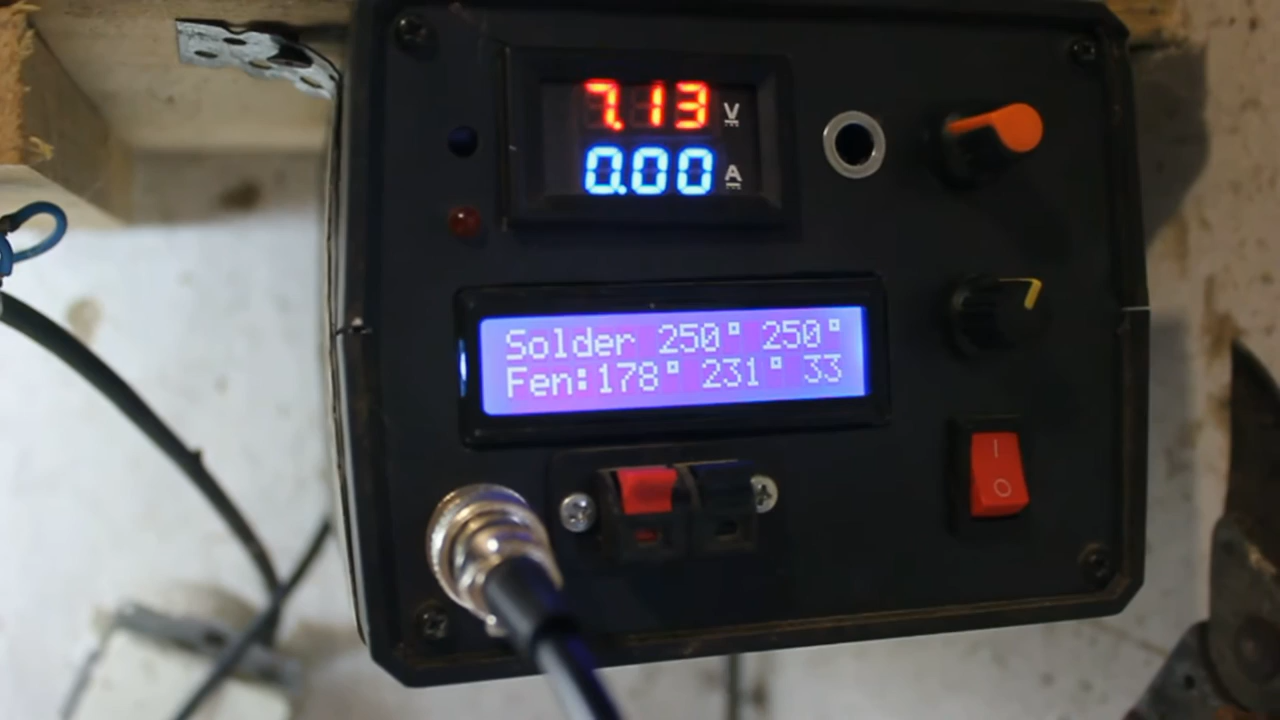 7.13 V
0.00 A
Solder 250° 250°
Fen:178° 231° 33
I
O